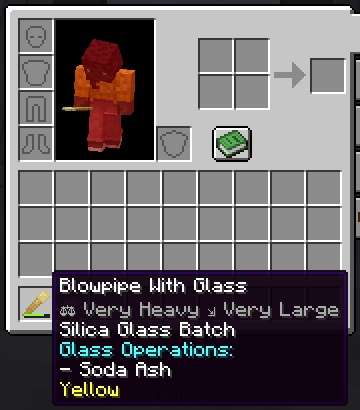 Blowpipe With Glass
⚖ Very Heavy ⇲ Very Large
Silica Glass Batch
Glass Operations:
- Soda Ash
Yellow